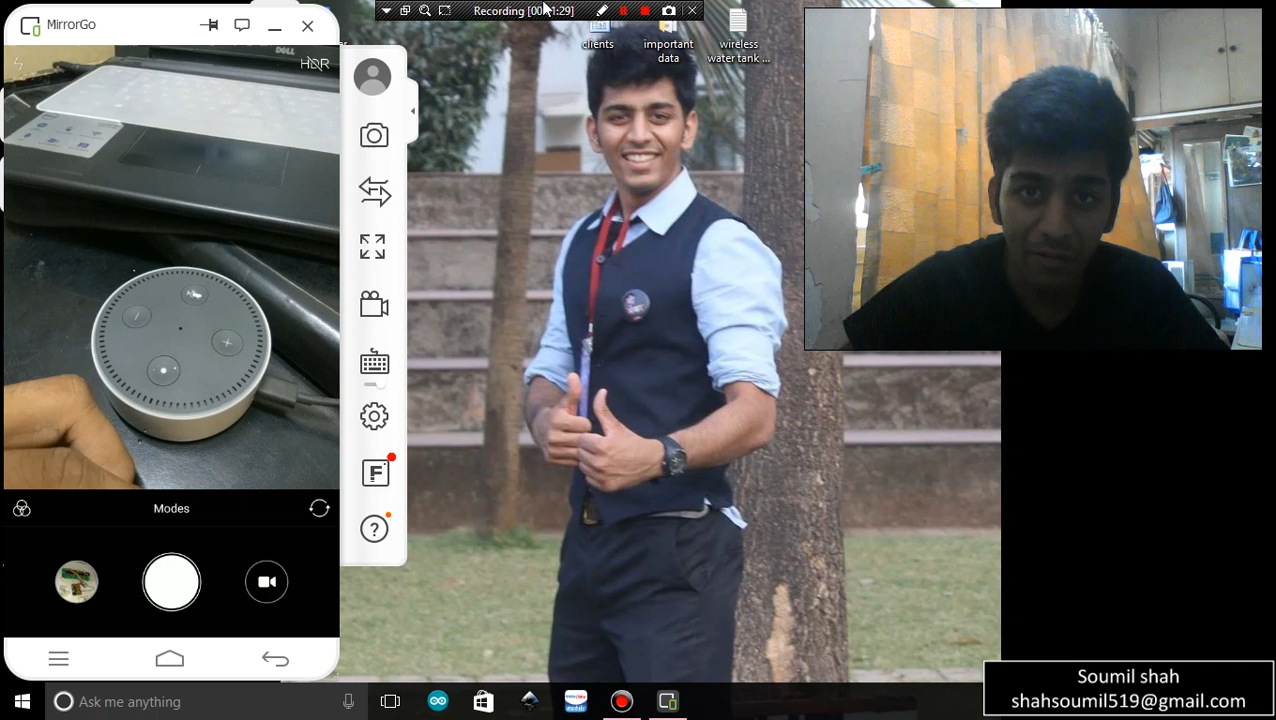 MirrorGo
HDR
DELL
Modes
F
?
Recording [00:01:29]
clients
important
data
wireless
water tank ...
Ask me anything
Soumil shah
shahsoumil519@gmail.com